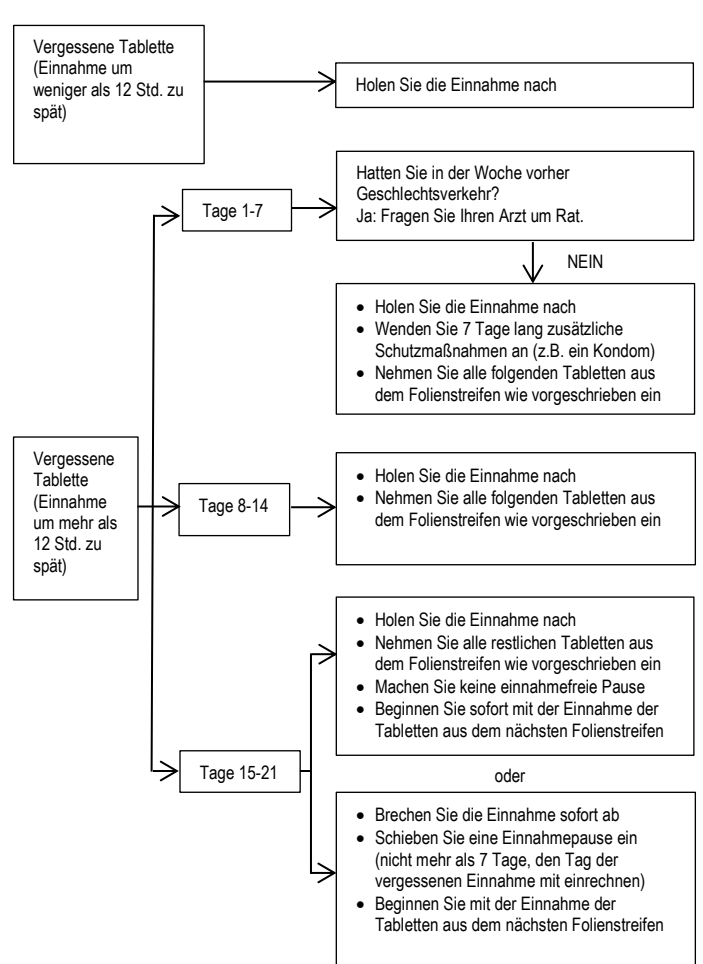 Vergessene Tablette
(Einnahme um
weniger als 12 Std. zu
spät)
Holen Sie die Einnahme nach
Hatten Sie in der Woche vorher
Geschlechtsverkehr?
Ja: Fragen Sie Ihren Arzt um Rat.
Tage 1-7
NEIN
• Holen Sie die Einnahme nach
• Wenden Sie 7 Tage lang zusätzliche
Schutzmaßnahmen an (z.B. ein Kondom)
• Nehmen Sie alle folgenden Tabletten aus
dem Folienstreifen wie vorgeschrieben ein
Vergessene
Tablette
(Einnahme
um mehr als
12 Std. zu
spät)
Tage 8-14
• Holen Sie die Einnahme nach
• Nehmen Sie alle folgenden Tabletten aus
dem Folienstreifen wie vorgeschrieben ein
• Holen Sie die Einnahme nach
• Nehmen Sie alle restlichen Tabletten aus
dem Folienstreifen wie vorgeschrieben ein
• Machen Sie keine einnahmefreie Pause
• Beginnen Sie sofort mit der Einnahme der
Tabletten aus dem nächsten Folienstreifen
Tage 15-21
oder
• Brechen Sie die Einnahme sofort ab
• Schieben Sie eine Einnahmepause ein
(nicht mehr als 7 Tage, den Tag der
vergessenen Einnahme mit einrechnen)
• Beginnen Sie mit der Einnahme der
Tabletten aus dem nächsten Folienstreifen